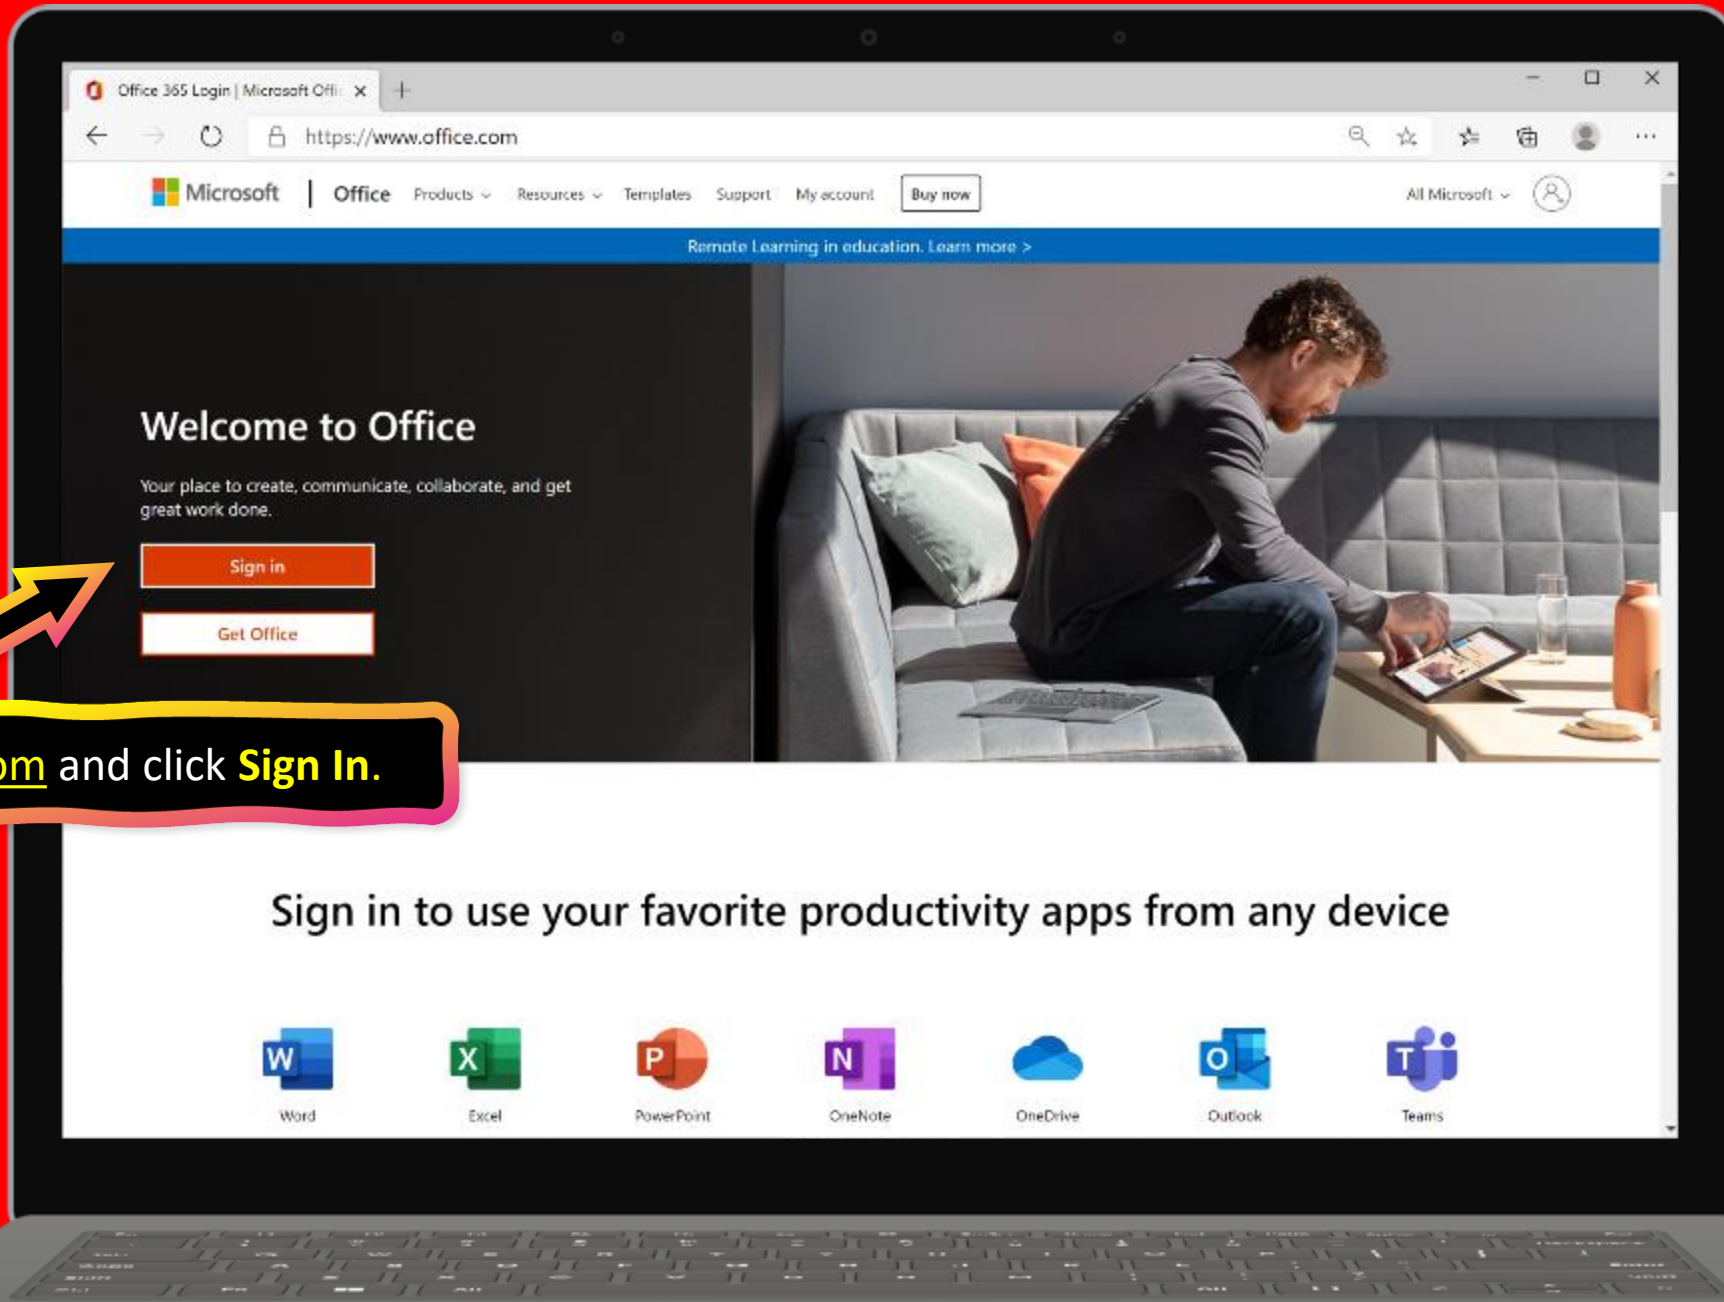 Office 365 Login | Microsoft Offi
https://www.office.com
Microsoft | Office Products Resources Templates Support My account Buy now All Microsoft
Remote Learning in education. Learn more >
Welcome to Office
Your place to create, communicate, collaborate, and get
great work done.
Sign in
Get Office
om and click Sign In.
Sign in to use your favorite productivity apps from any device
W X P N O T
Word Excel PowerPoint OneNote OneDrive Outlook Teams